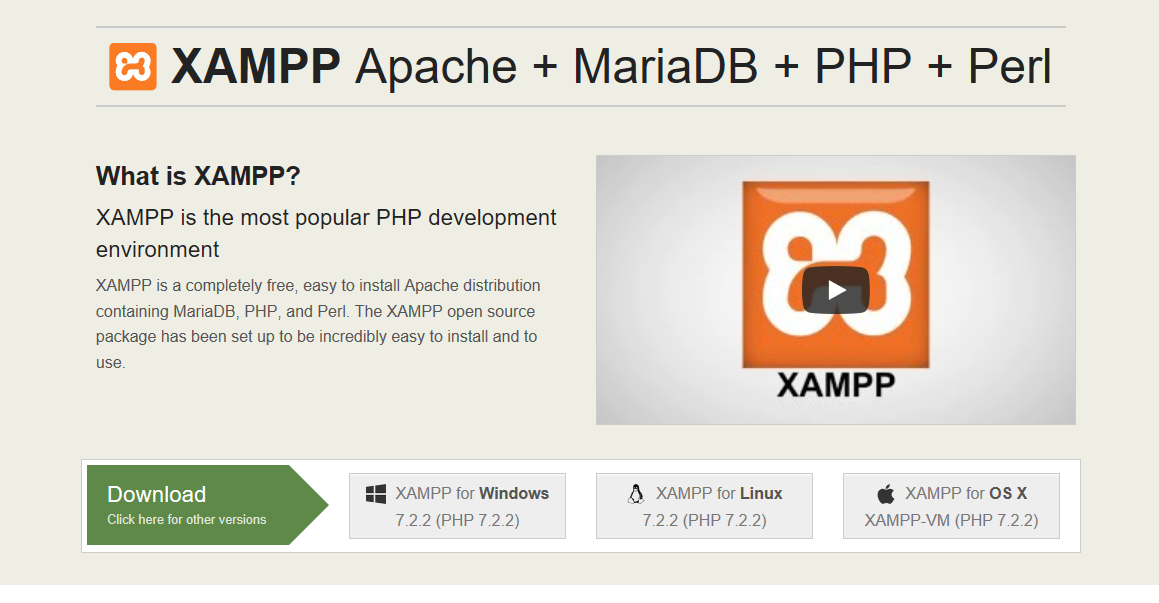 XAMPP Apache + MariaDB + PHP + Perl
What is XAMPP?
XAMPP is the most popular PHP development
environment
XAMPP is a completely free, easy to install Apache distribution
containing MariaDB, PHP, and Perl. The XAMPP open source
package has been set up to be incredibly easy to install and to
use.
XAMPP
Download
Click here for other versions
XAMPP for Windows
7.2.2 (PHP 7.2.2)
XAMPP for Linux
7.2.2 (PHP 7.2.2)
XAMPP for OS X
XAMPP-VM (PHP 7.2.2)